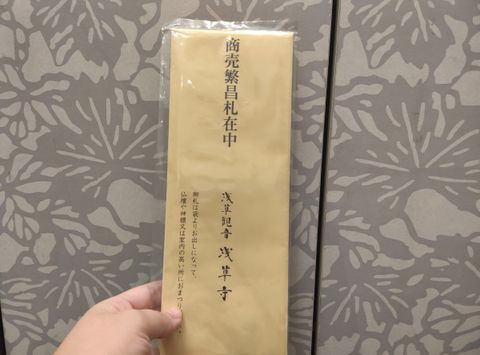 商売繁昌札在中
浅草観音 浅草寺
御札は袋よりお出しになって、
仏壇や神棚又は室内の高い所におまつり